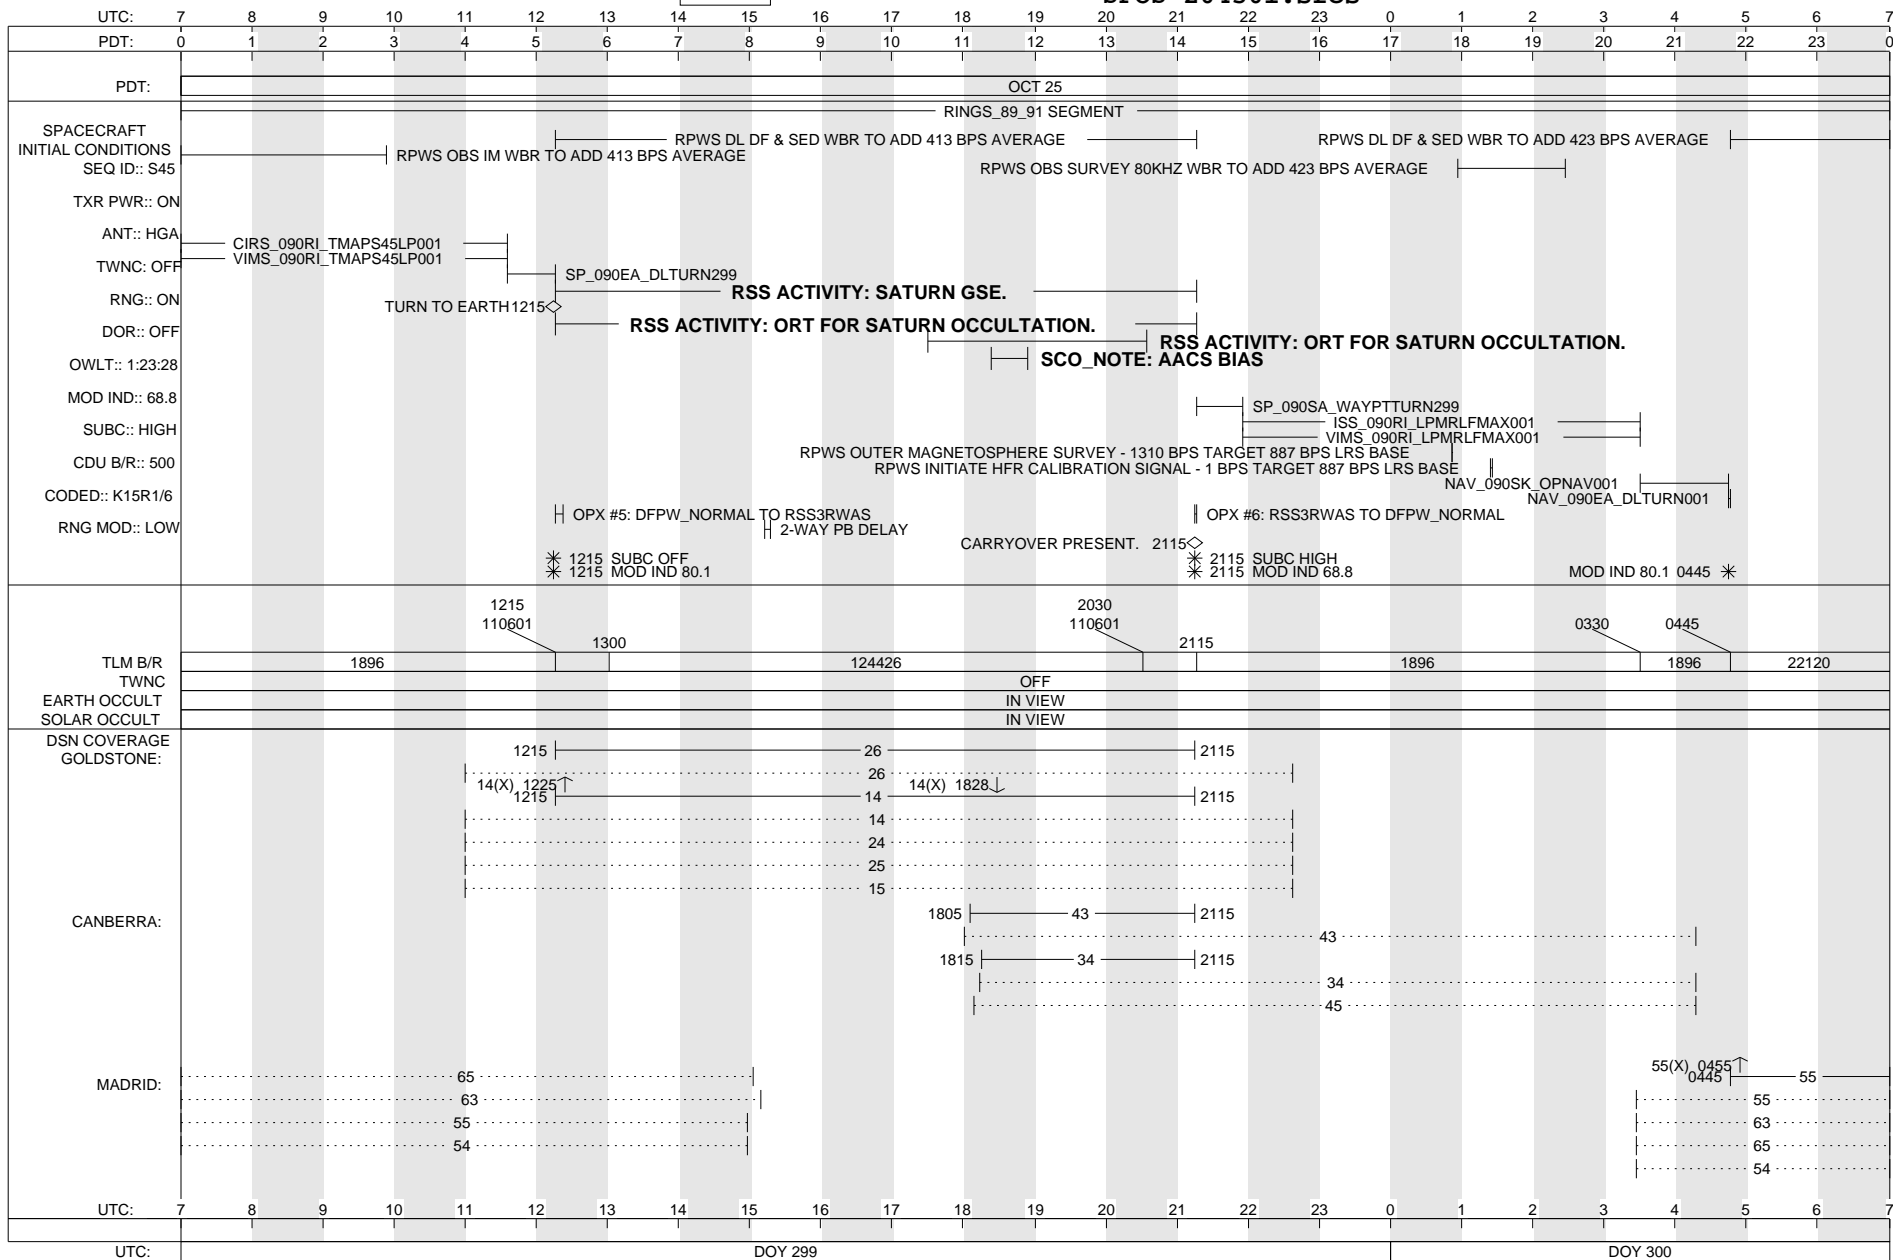 UTC: 7 8 9 10 11 12 13 14 15 16 17 18 19 20 21 22 23 0 1 2 3 4 5 6 7
PDT: 0 1 2 3 4 5 6 7 8 9 10 11 12 13 14 15 16 17 18 19 20 21 22 23 0
PDT: OCT 25
RINGS_89_91 SEGMENT
SPACECRAFT
INITIAL CONDITIONS
RPWS DL DF & SED WBR TO ADD 413 BPS AVERAGE
RPWS DL DF & SED WBR TO ADD 423 BPS AVERAGE
RPWS OBS IM WBR TO ADD 413 BPS AVERAGE
SEQ ID:: S45
RPWS OBS SURVEY 80KHZ WBR TO ADD 423 BPS AVERAGE
TXR PWR:: ON
ANT:: HGA
CIRS_090RI_TMAPS45LP001
VIMS_090RI_TMAPS45LP001
TWNC: OFF
SP_090EA_DLTURN299
RNG:: ON
RSS ACTIVITY: SATURN GSE.
TURN TO EARTH 1215
RSS ACTIVITY: ORT FOR SATURN OCCULTATION.
DOR:: OFF
RSS ACTIVITY: ORT FOR SATURN OCCULTATION.
OWLT:: 1:23:28
SCO_NOTE: AACS BIAS
MOD IND:: 68.8
SP_090SA_WAYPTTURN299
ISS_090RI_LPMRLFMAX001
SUBC:: HIGH
VIMS_090RI_LPMRLFMAX001
RPWS OUTER MAGNETOSPHERE SURVEY - 1310 BPS TARGET 887 BPS LRS BASE
CDU B/R:: 500
RPWS INITIATE HFR CALIBRATION SIGNAL - 1 BPS TARGET 887 BPS LRS BASE
NAV_090SK_OPNAV001
CODED:: K15R1/6
NAV_090EA_DLTURN001
OPX #5: DFPW_NORMAL TO RSS3RWAS
OPX #6: RSS3RWAS TO DFPW_NORMAL
RNG MOD:: LOW
2-WAY PB DELAY
CARRYOVER PRESENT. 2115
1215 SUBC OFF
2115 SUBC HIGH
1215 MOD IND 80.1
2115 MOD IND 68.8
MOD IND 80.1 0445
1215 2030
110601 110601 0330 0445
1300 2115
TLM B/R 1896 124426 1896 1896 22120
TWNC OFF
EARTH OCCULT IN VIEW
SOLAR OCCULT IN VIEW
DSN COVERAGE
GOLDSTONE:
1215 26 2115
26
14(X) 1225 14(X) 1828
1215 14 2115
14
24
25
15
CANBERRA:
1805 43 2115
43
1815 34 2115
34
45
55(X) 0455
MADRID: 65 0445 55
63 55
55 63
54 65
54
UTC: 7 8 9 10 11 12 13 14 15 16 17 18 19 20 21 22 23 0 1 2 3 4 5 6 7
UTC: DOY 299 DOY 300